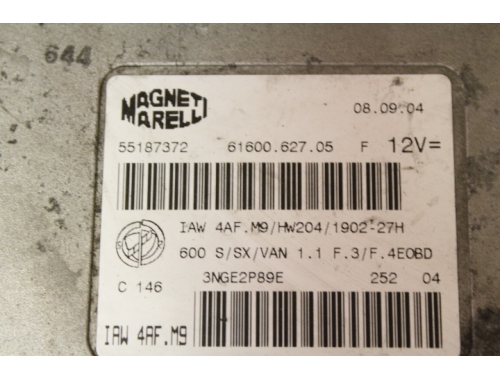 644
MAGNETI
MARELLI
08.09.04
55187372 61600.627.05 F 12V=
IAW 4AF.M9/HW204/1902-27H
600 S/SX/VAN 1.1 F.3/F.4EOBD
3NGE2P89E 252 04
C 146
IAW 4AF.M9